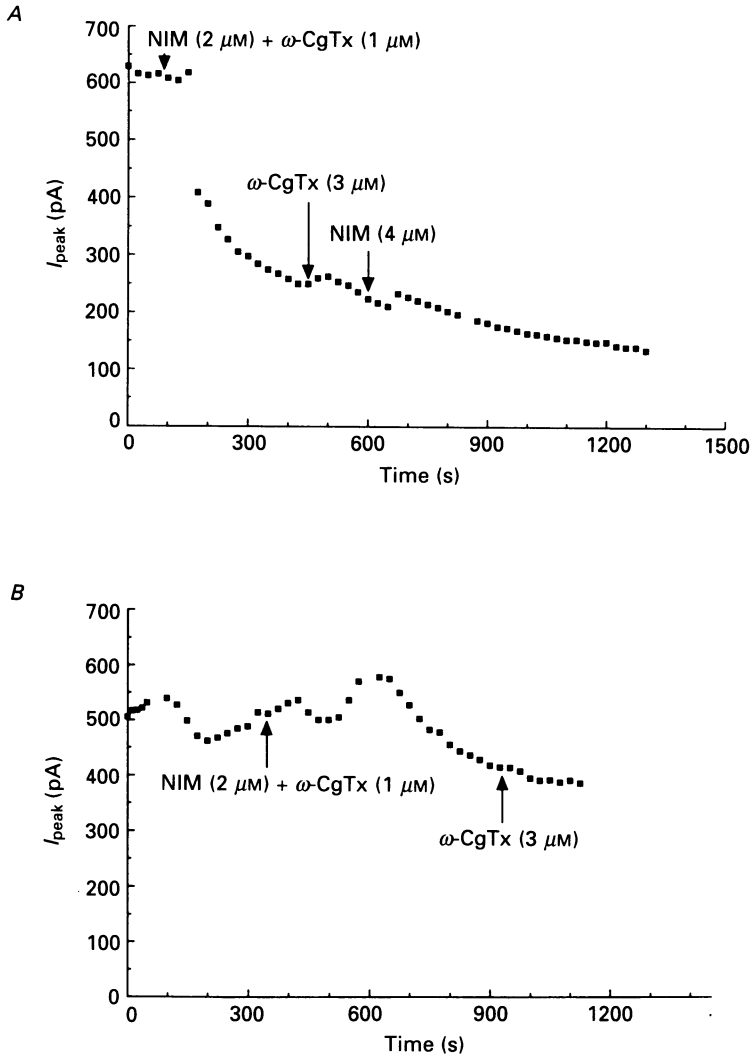 A
700
NIM (2 μM) + ω-CgTx (1 μM)
600
500
ω-CgTx (3 μM)
400
NIM (4 μM)
300
200
100
0
I peak (pA)
0 300 600 900 1200 1500
Time (s)
B
700
600
500
NIM (2 μM) + ω-CgTx (1 μM)
400
ω-CgTx (3 μM)
300
200
100
0
I peak (pA)
0 300 600 900 1200
Time (s)